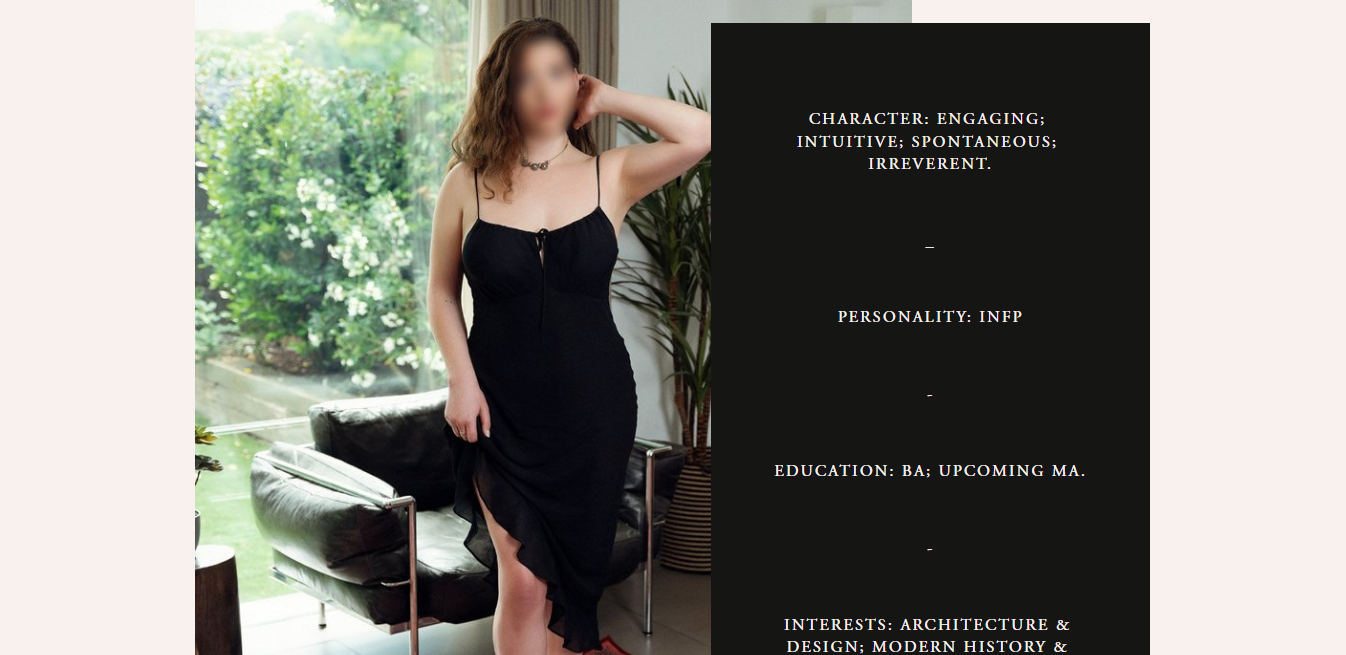 CHARACTER: ENGAGING;
INTUITIVE; SPONTANEOUS;
IRREVERENT.
–
PERSONALITY: INFP
-
EDUCATION: BA; UPCOMING MA.
-
INTERESTS: ARCHITECTURE &
DESIGN; MODERN HISTORY &